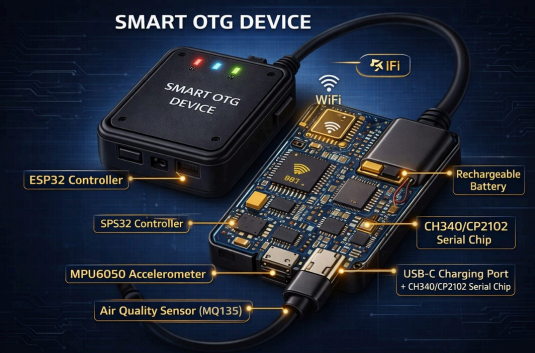 SMART OTG DEVICE
iFi
WiFi
SMART OTG
DEVICE
ESP32 Controller
Rechargeable
Battery
SPS32 Controller
CH340/CP2102
Serial Chip
MPU6050 Accelerometer
USB-C Charging Port
+ CH340/CP2102 Serial Chip
Air Quality Sensor (MQ135)